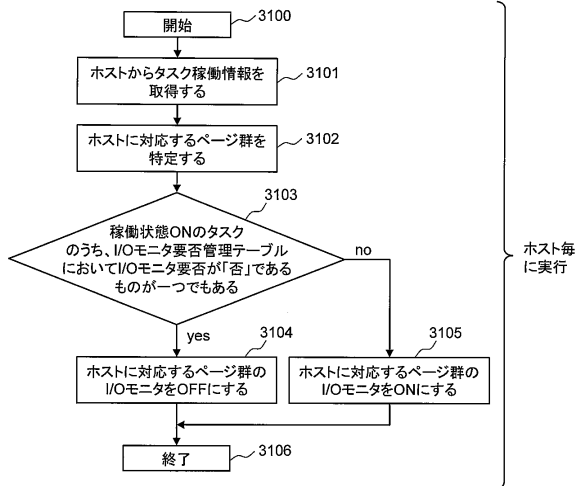 開始
3100
ホストからタスク稼働情報を
取得する
3101
ホストに対応するページ群を
特定する
3102
3103
稼働状態ONのタスク
のうち、I/Oモニタ要否管理テーブル
においてI/Oモニタ要否が「否」である
ものが一つでもある
no
yes
3104
ホストに対応するページ群の
I/OモニタをOFFにする
3105
ホストに対応するページ群の
I/OモニタをONにする
終了
3106
ホスト毎
に実行